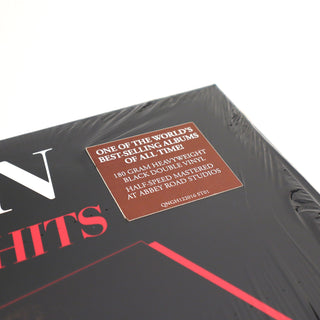 ONE OF THE WORLD'S
BEST-SELLING ALBUMS
OF ALL TIME!
180 GRAM HEAVYWEIGHT
BLACK DOUBLE VINYL
HALF-SPEED MASTERED
AT ABBEY ROAD STUDIOS
N
HITS